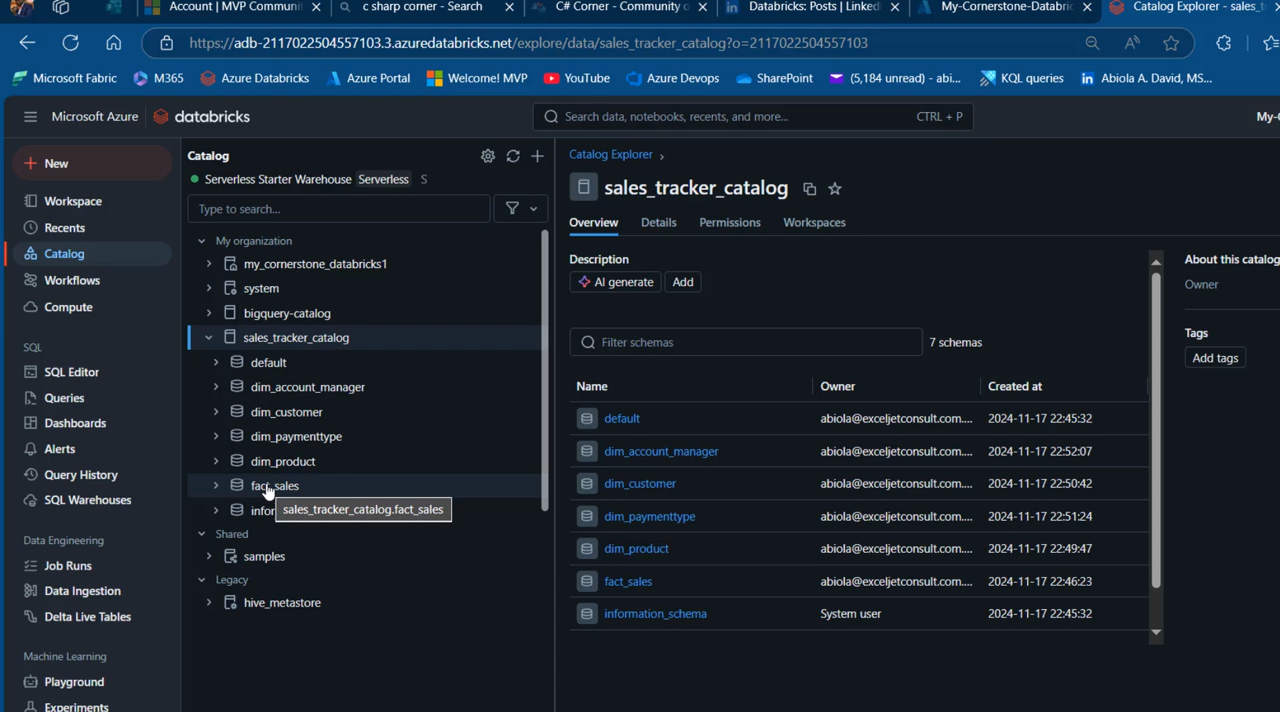 Account | MVP Communi
c sharp corner - Search
C# Corner - Community o
Databricks: Posts | Linked
My-Cornerstone-Databric
Catalog Explorer - sales_t
https://adb-2117022504557103.3.azuredatabricks.net/explore/data/sales_tracker_catalog?o=2117022504557103
Microsoft Fabric
M365
Azure Databricks
Azure Portal
Welcome! MVP
YouTube
Azure Devops
SharePoint
(5,184 unread) - abi...
KQL queries
Abiola A. David, MS...
Microsoft Azure
databricks
Search data, notebooks, recents, and more...
CTRL + P
My-
New
Workspace
Recents
Catalog
Workflows
Compute
SQL
SQL Editor
Queries
Dashboards
Alerts
Query History
SQL Warehouses
Data Engineering
Job Runs
Data Ingestion
Delta Live Tables
Machine Learning
Playground
Experiments
Catalog
Serverless Starter Warehouse Serverless S
Type to search...
My organization
my_cornerstone_databricks1
system
bigquery-catalog
sales_tracker_catalog
default
dim_account_manager
dim_customer
dim_paymenttype
dim_product
fact_sales
infor
sales_tracker_catalog.fact_sales
Shared
samples
Legacy
hive_metastore
Catalog Explorer
sales_tracker_catalog
Overview Details Permissions Workspaces
Description
AI generate Add
Filter schemas
7 schemas
Name Owner Created at
default abiola@exceljetconsult.com.... 2024-11-17 22:45:32
dim_account_manager abiola@exceljetconsult.com.... 2024-11-17 22:52:07
dim_customer abiola@exceljetconsult.com.... 2024-11-17 22:50:42
dim_paymenttype abiola@exceljetconsult.com.... 2024-11-17 22:51:24
dim_product abiola@exceljetconsult.com.... 2024-11-17 22:49:47
fact_sales abiola@exceljetconsult.com.... 2024-11-17 22:46:23
information_schema System user 2024-11-17 22:45:32
About this catalog
Owner
Tags
Add tags